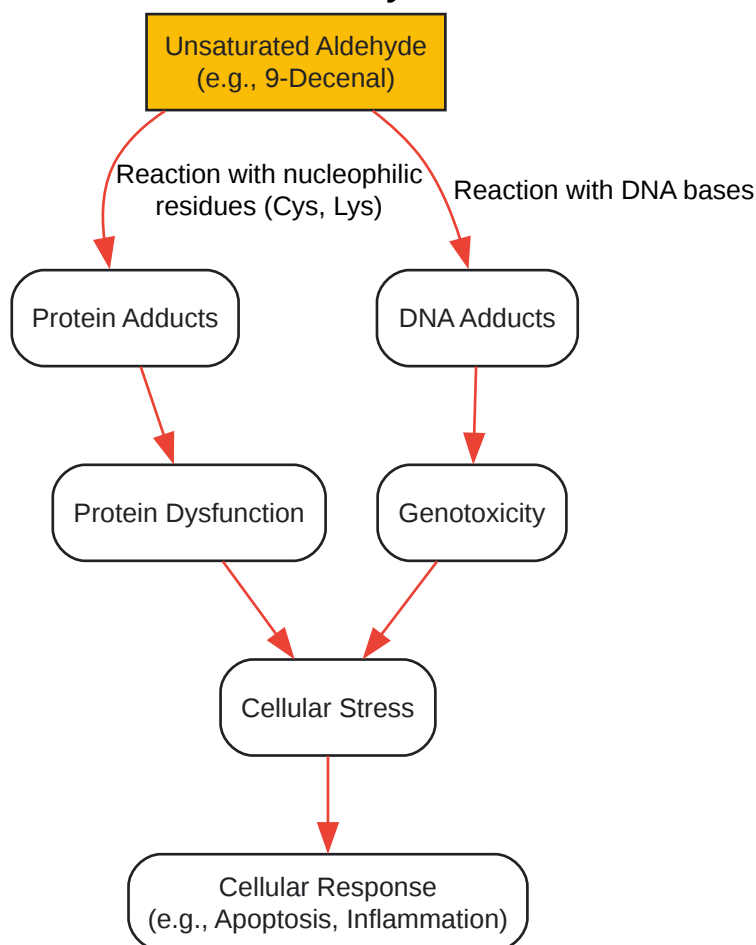 Unsaturated Aldehyde
(e.g., 9-Decenal)
Reaction with nucleophilic
residues (Cys, Lys)
Reaction with DNA bases
Protein Adducts
DNA Adducts
Protein Dysfunction
Genotoxicity
Cellular Stress
Cellular Response
(e.g., Apoptosis, Inflammation)